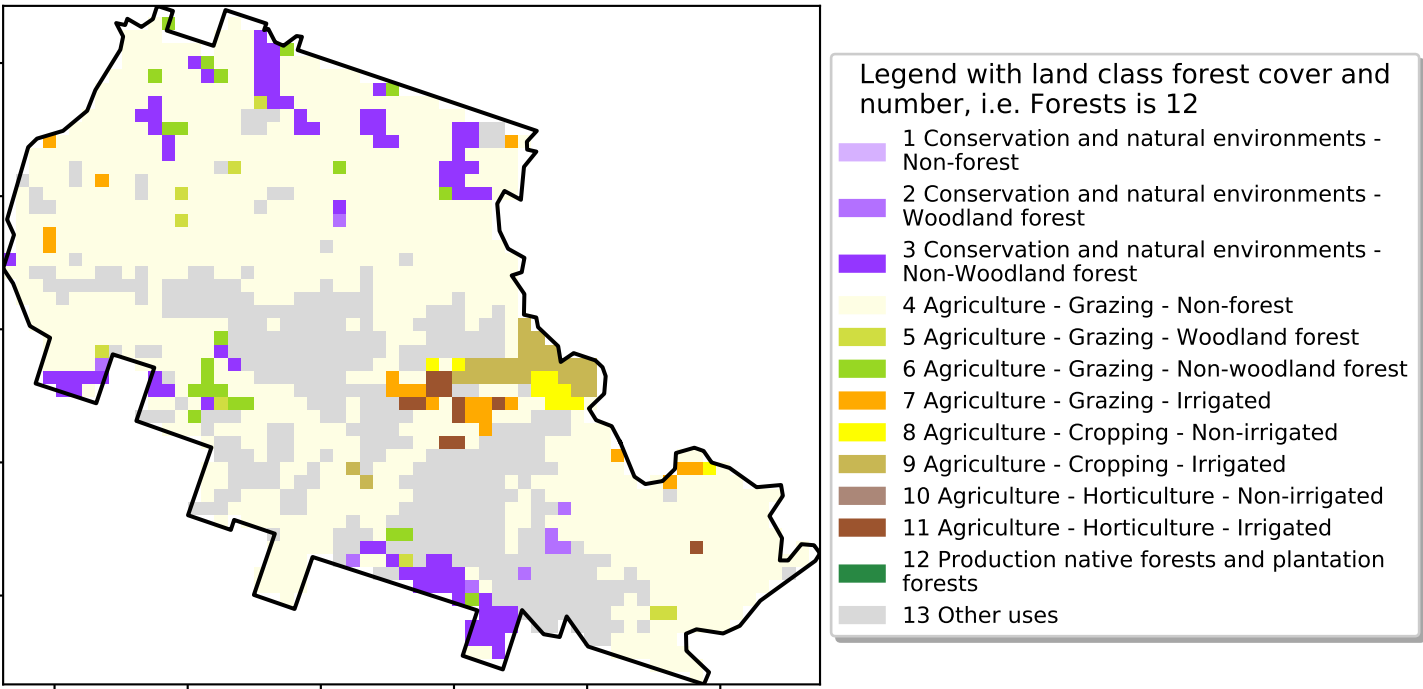 Legend with land class forest cover and
number, i.e. Forests is 12
1 Conservation and natural environments -
Non-forest
2 Conservation and natural environments -
Woodland forest
3 Conservation and natural environments -
Non-Woodland forest
4 Agriculture - Grazing - Non-forest
5 Agriculture - Grazing - Woodland forest
6 Agriculture - Grazing - Non-woodland forest
7 Agriculture - Grazing - Irrigated
8 Agriculture - Cropping - Non-irrigated
9 Agriculture - Cropping - Irrigated
10 Agriculture - Horticulture - Non-irrigated
11 Agriculture - Horticulture - Irrigated
12 Production native forests and plantation
forests
13 Other uses